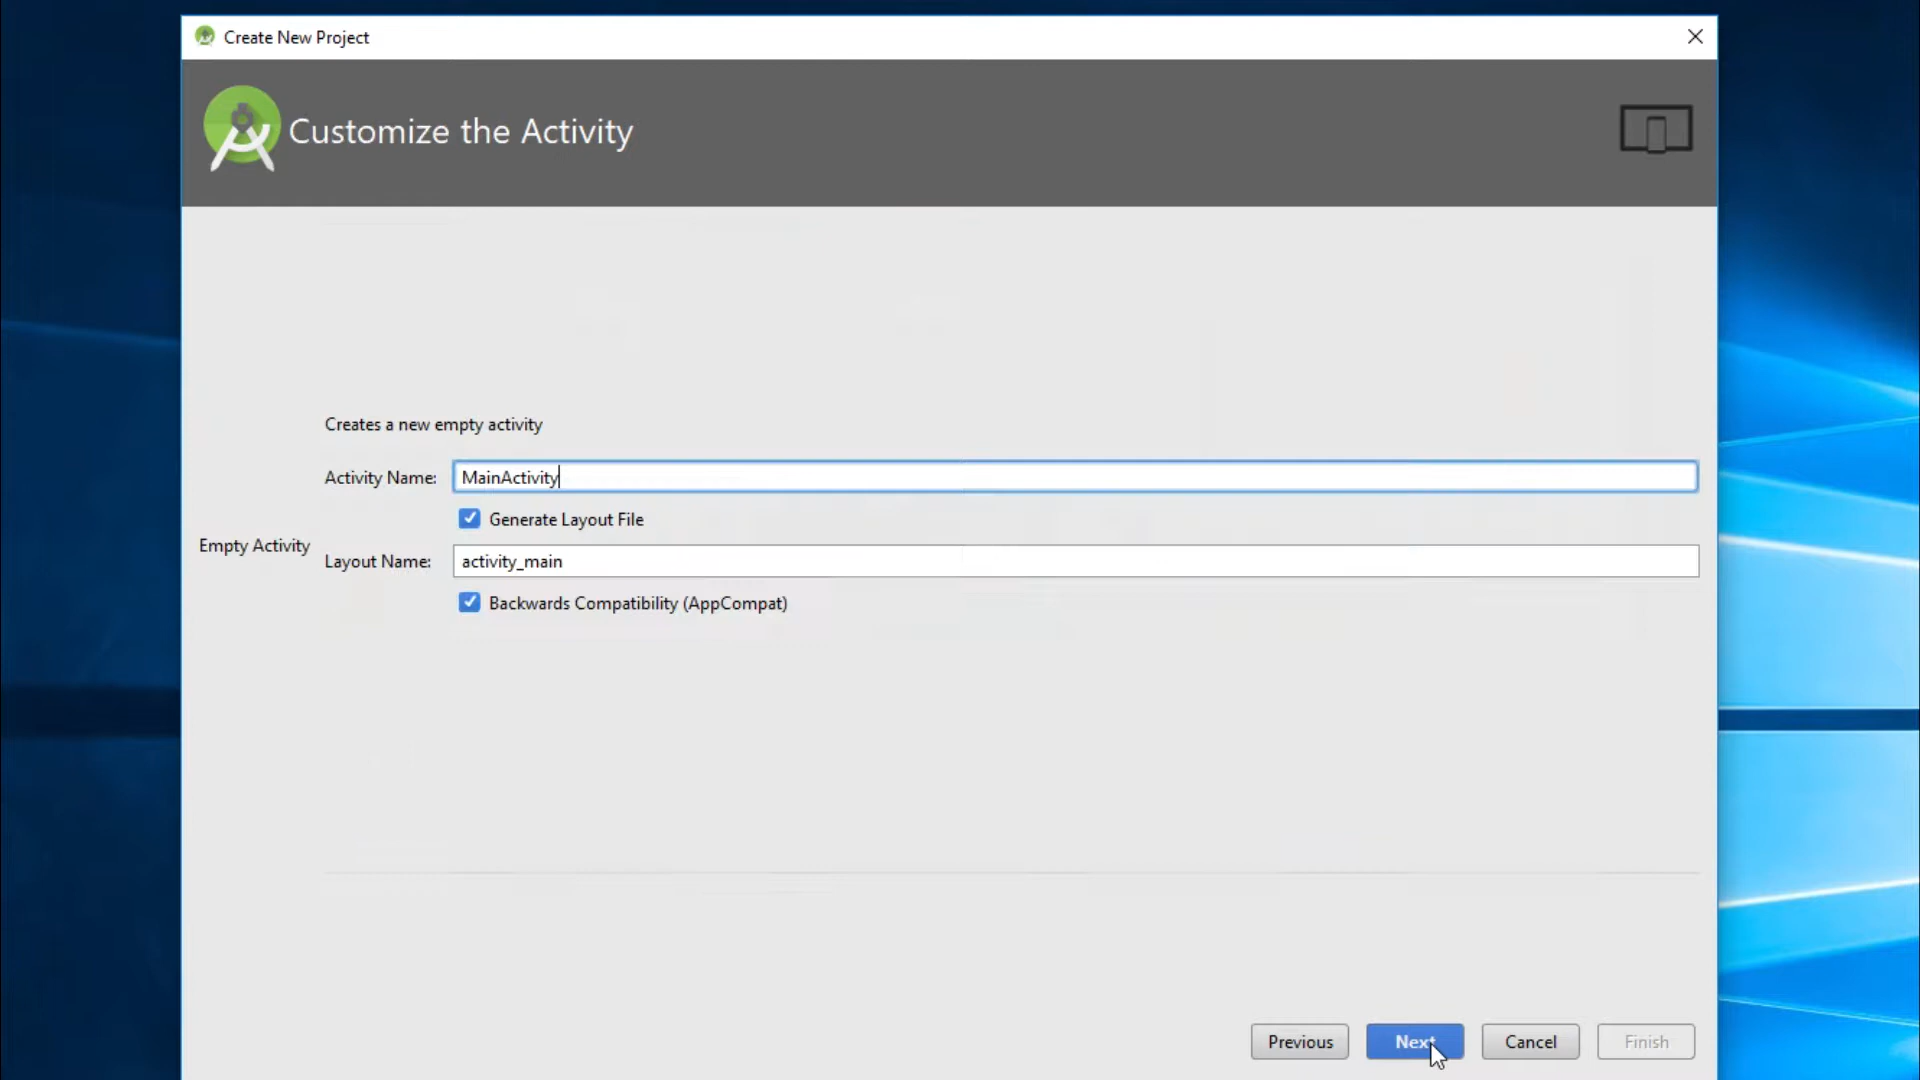 Create New Project
Customize the Activity
Creates a new empty activity
Activity Name: MainActivity
Generate Layout File
Empty Activity
Layout Name: activity_main
Backwards Compatibility (AppCompat)
Previous Next Cancel Finish